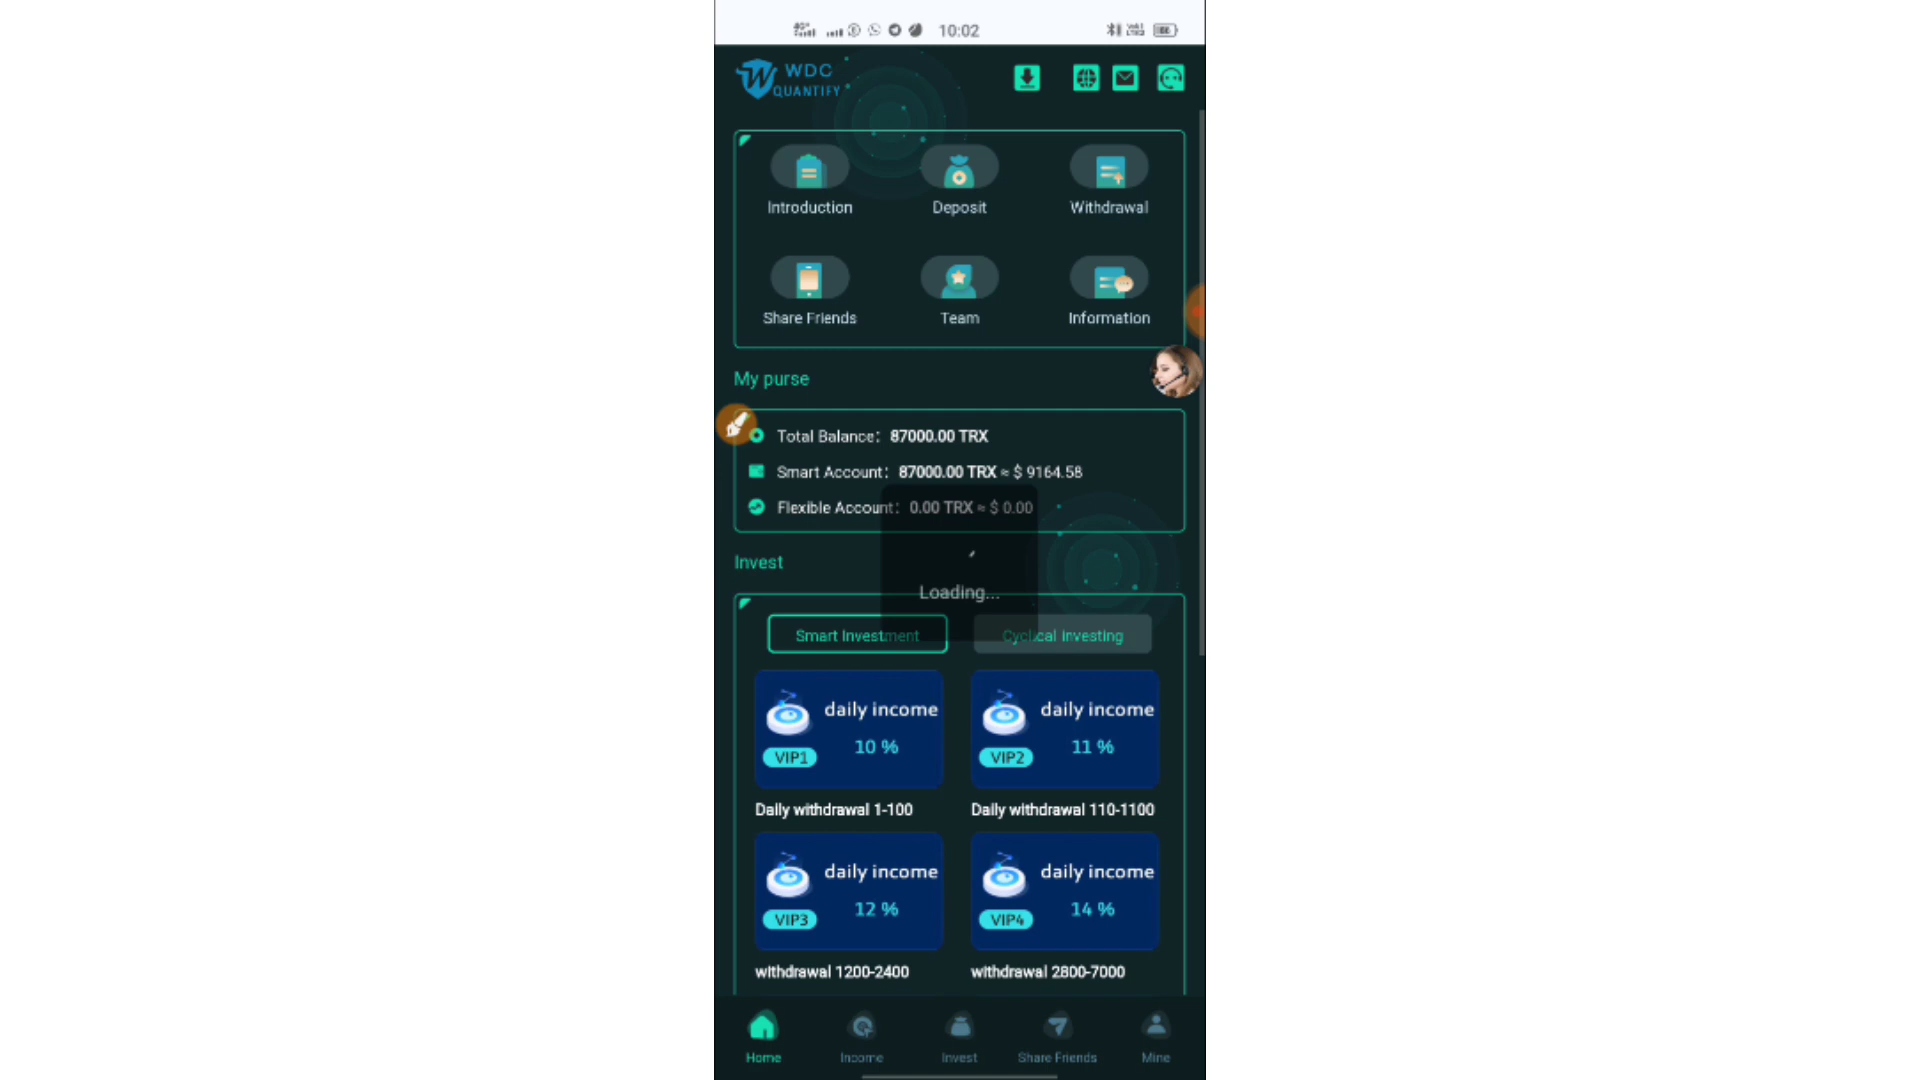 10:02
WDC
QUANTIFY
Introduction
Deposit
Withdrawal
Share Friends
Team
Information
My purse
Total Balance: 87000.00 TRX
Smart Account: 87000.00 TRX ≈ $ 9164.58
Flexible Account: 0.00 TRX ≈ $ 0.00
Loading...
Invest
Smart Investment
Cyclical investing
daily income
10 %
VIP1
daily income
11 %
VIP2
Daily withdrawal 1-100
Daily withdrawal 110-1100
daily income
12 %
VIP3
daily income
14 %
VIP4
withdrawal 1200-2400
withdrawal 2800-7000
Home
Income
Invest
Share Friends
Mine